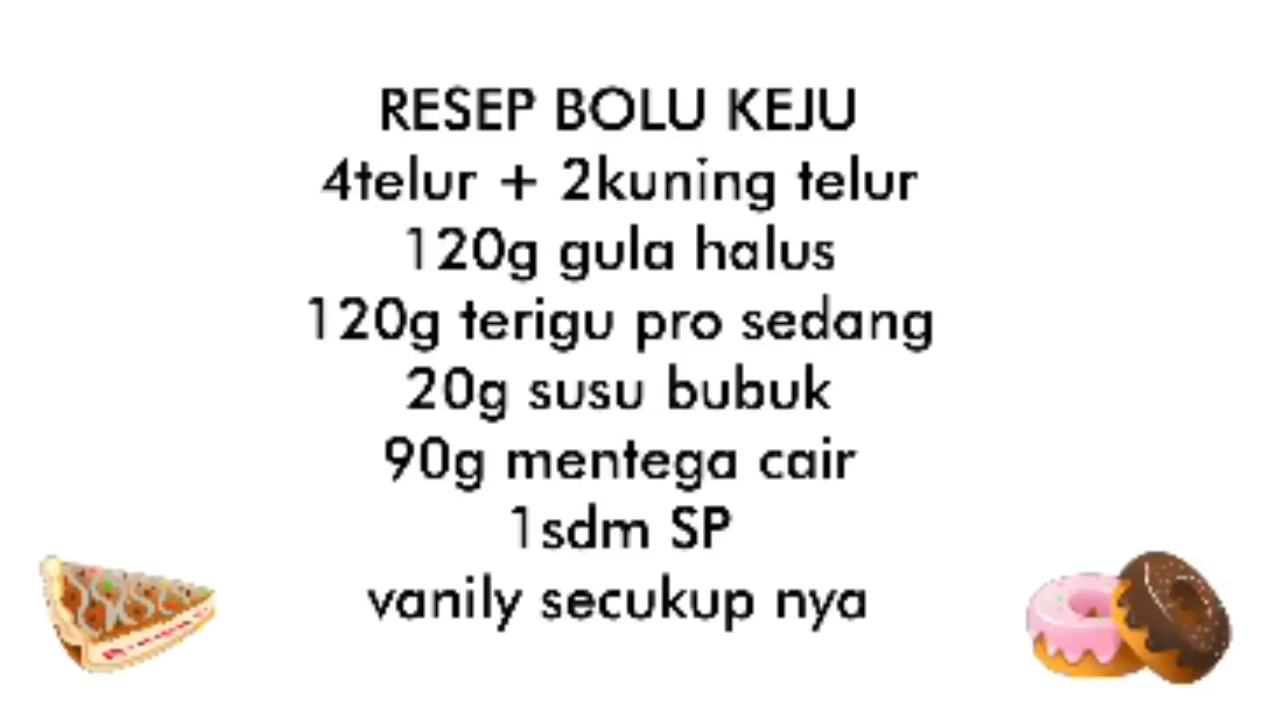 RESEP BOLU KEJU
4telur + 2kuning telur
120g gula halus
120g terigu pro sedang
20g susu bubuk
90g mentega cair
1sdm SP
vanily secukup nya